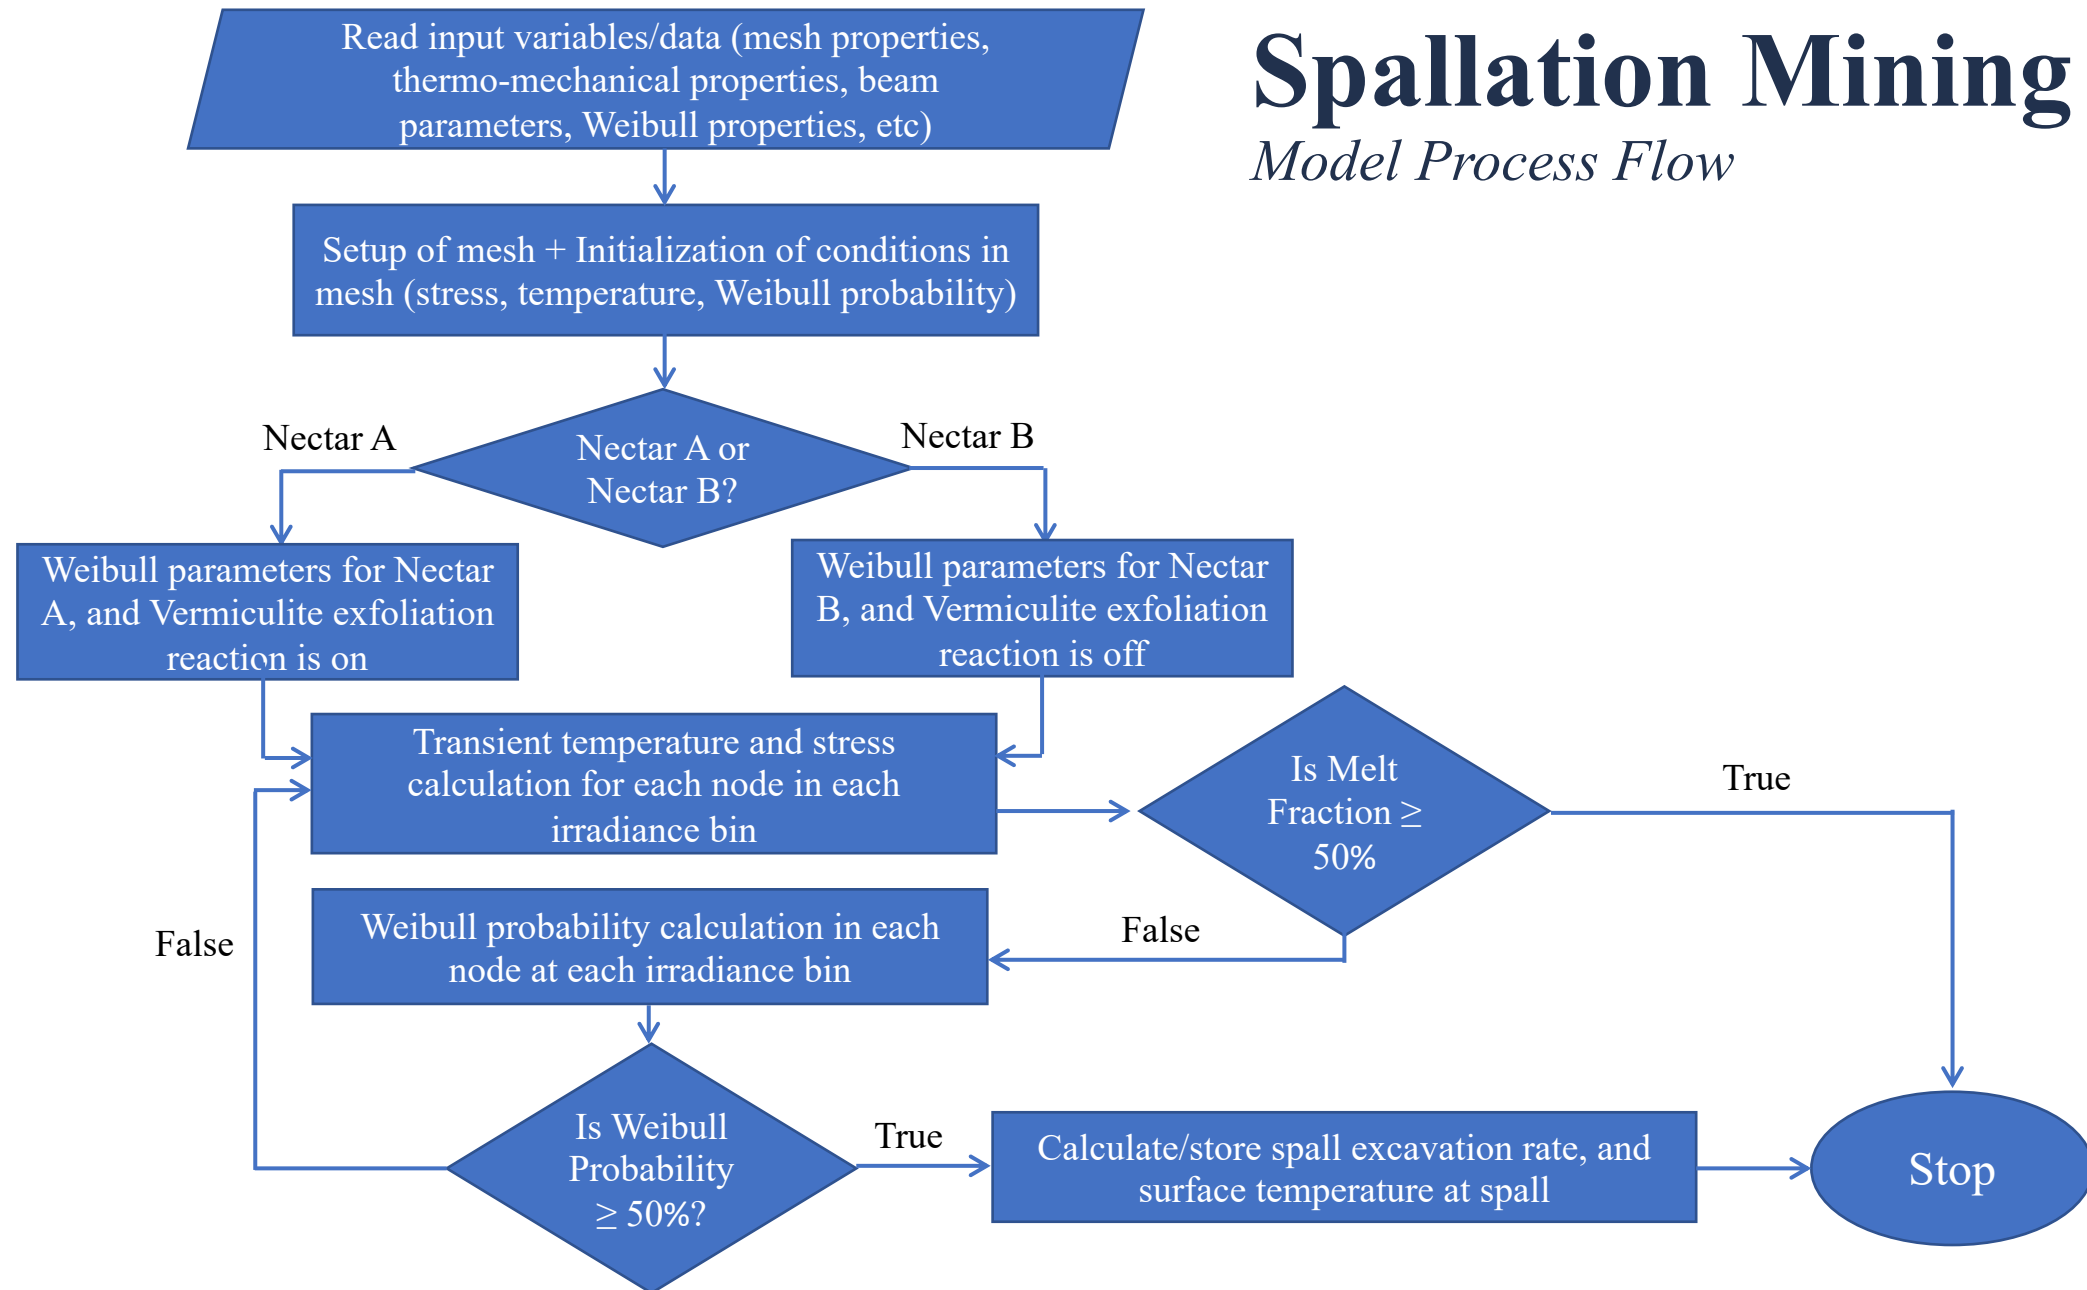 Spallation Mining
Model Process Flow
Read input variables/data (mesh properties,
thermo-mechanical properties, beam
parameters, Weibull properties, etc)
Setup of mesh + Initialization of conditions in
mesh (stress, temperature, Weibull probability)
Nectar A or
Nectar B?
Nectar A
Nectar B
Weibull parameters for Nectar
A, and Vermiculite exfoliation
reaction is on
Weibull parameters for Nectar
B, and Vermiculite exfoliation
reaction is off
Transient temperature and stress
calculation for each node in each
irradiance bin
Is Melt
Fraction ≥
50%
True
False
Weibull probability calculation in each
node at each irradiance bin
False
Is Weibull
Probability
≥ 50%?
True
Calculate/store spall excavation rate, and
surface temperature at spall
Stop